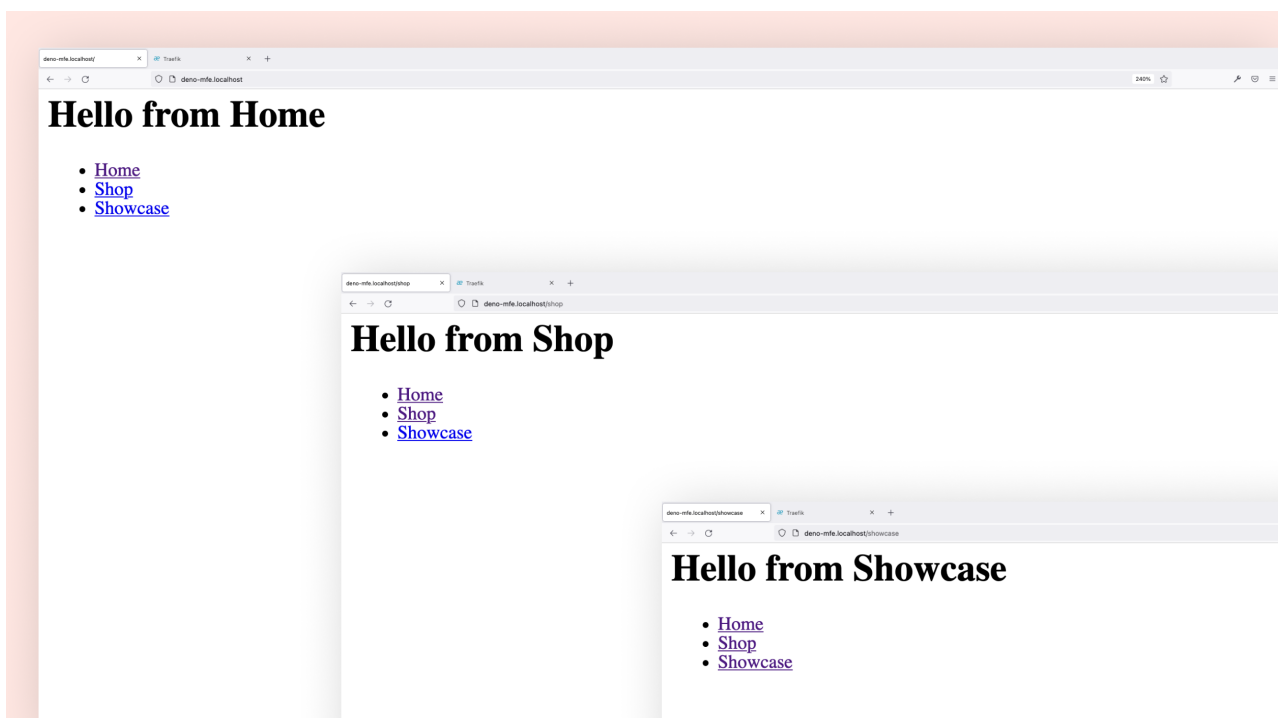 deno-mfe.localhost/ Traefik
deno-mfe.localhost 240%
Hello from Home
Home
Shop
Showcase
deno-mfe.localhost/shop Traefik
deno-mfe.localhost/shop
Hello from Shop
Home
Shop
Showcase
deno-mfe.localhost/showcase Traefik
deno-mfe.localhost/showcase
Hello from Showcase
Home
Shop
Showcase